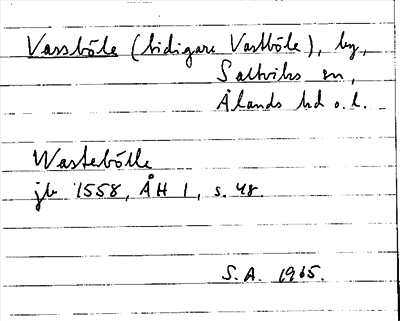 Vassböle (tidigare Vastböle), by,
Saltviks sn,
Ålands hd o. l.
Wastebölle
jb 1558, ÅH 1, s. 48.
S.A. 1965.